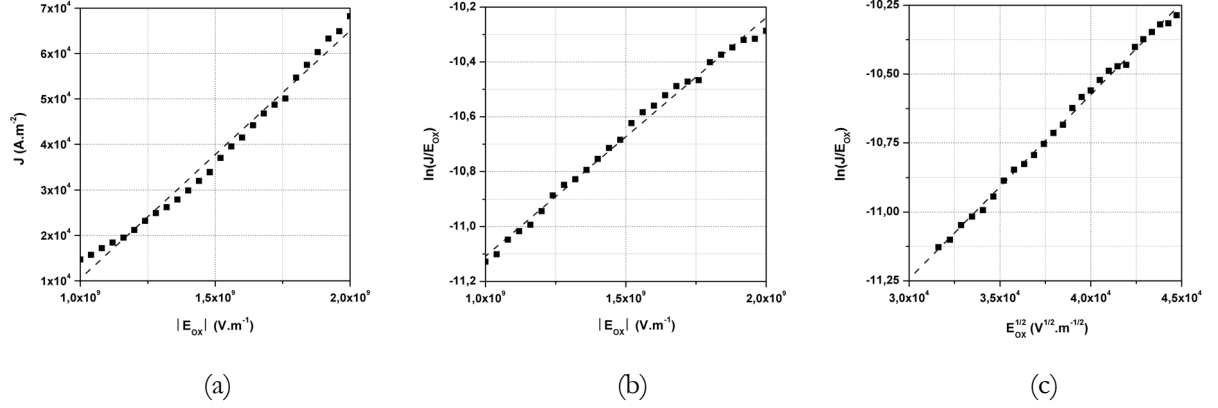 7x10⁴
6x10⁴
5x10⁴
4x10⁴
3x10⁴
2x10⁴
1x10⁴
J (A.m⁻²)
1,0x10⁹ 1,5x10⁹ 2,0x10⁹
|E_OX| (V.m⁻¹)
(a)
-10,2
-10,4
-10,6
-10,8
-11,0
-11,2
ln(J/E_OX)
1,0x10⁹ 1,5x10⁹ 2,0x10⁹
|E_OX| (V.m⁻¹)
(b)
-10,25
-10,50
-10,75
-11,00
-11,25
ln(J/E_OX)
3,0x10⁴ 3,5x10⁴ 4,0x10⁴ 4,5x10⁴
E_OX^1/2 (V^1/2.m^-1/2)
(c)